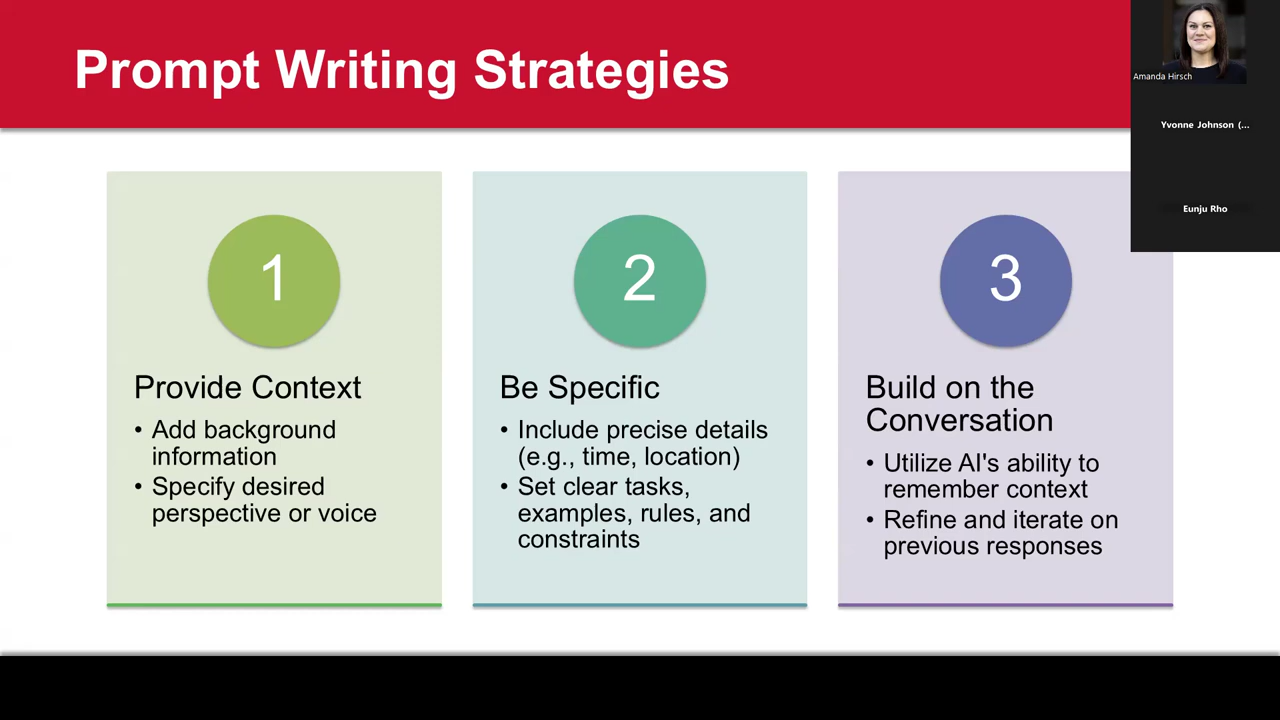 Prompt Writing Strategies
Amanda Hirsch
Yvonne Johnson (...
Eunju Rho
1
Provide Context
• Add background
information
• Specify desired
perspective or voice
2
Be Specific
• Include precise details
(e.g., time, location)
• Set clear tasks,
examples, rules, and
constraints
3
Build on the
Conversation
• Utilize AI's ability to
remember context
• Refine and iterate on
previous responses